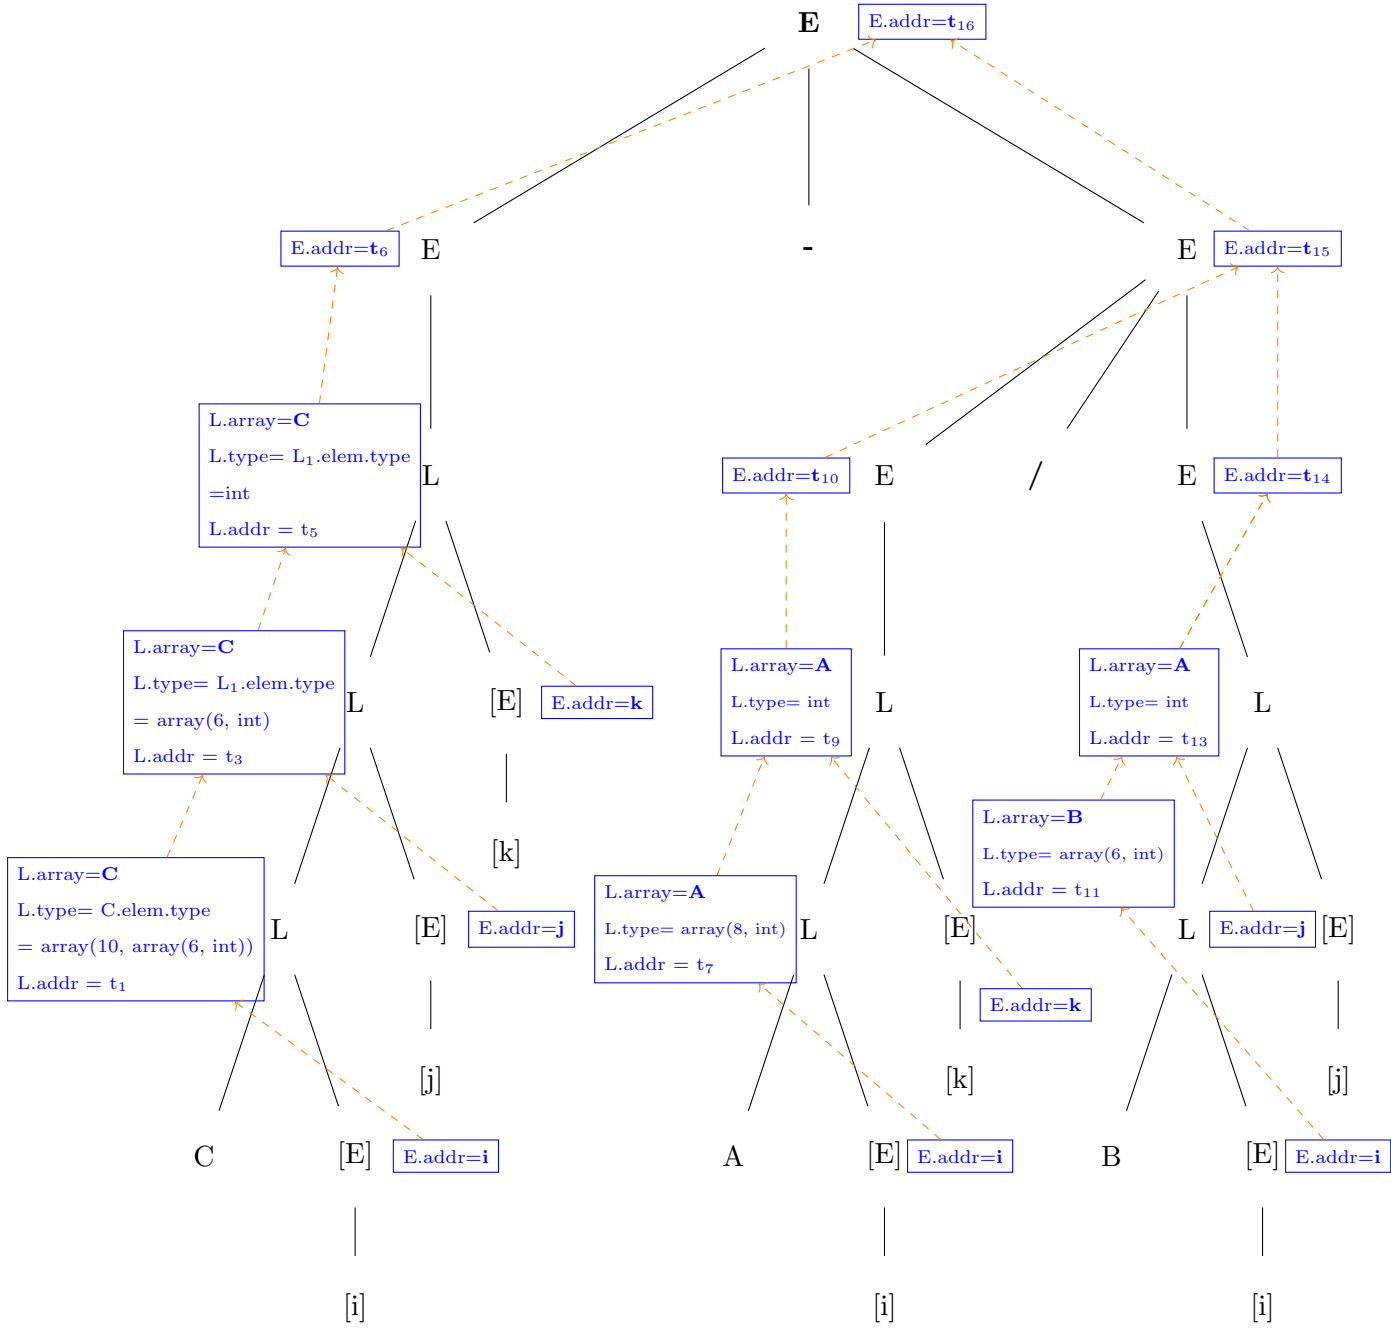 E
E.addr=t₁₆
E.addr=t₆
E
-
E
E.addr=t₁₅
L.array=C
L.type= L₁.elem.type
=int
L.addr = t₅
L
E.addr=t₁₀
E
/
E
E.addr=t₁₄
L.array=C
L.type= L₁.elem.type
= array(6, int)
L.addr = t₃
L
[E]
E.addr=k
L.array=A
L.type= int
L.addr = t₉
L
L.array=A
L.type= int
L.addr = t₁₃
L
[k]
L.array=C
L.type= C.elem.type
= array(10, array(6, int))
L.addr = t₁
L
[E]
E.addr=j
L.array=A
L.type= array(8, int)
L.addr = t₇
L
[E]
L.array=B
L.type= array(6, int)
L.addr = t₁₁
L
E.addr=j
[E]
E.addr=k
[j]
[k]
[j]
C
[E]
E.addr=i
A
[E]
E.addr=i
B
[E]
E.addr=i
[i]
[i]
[i]